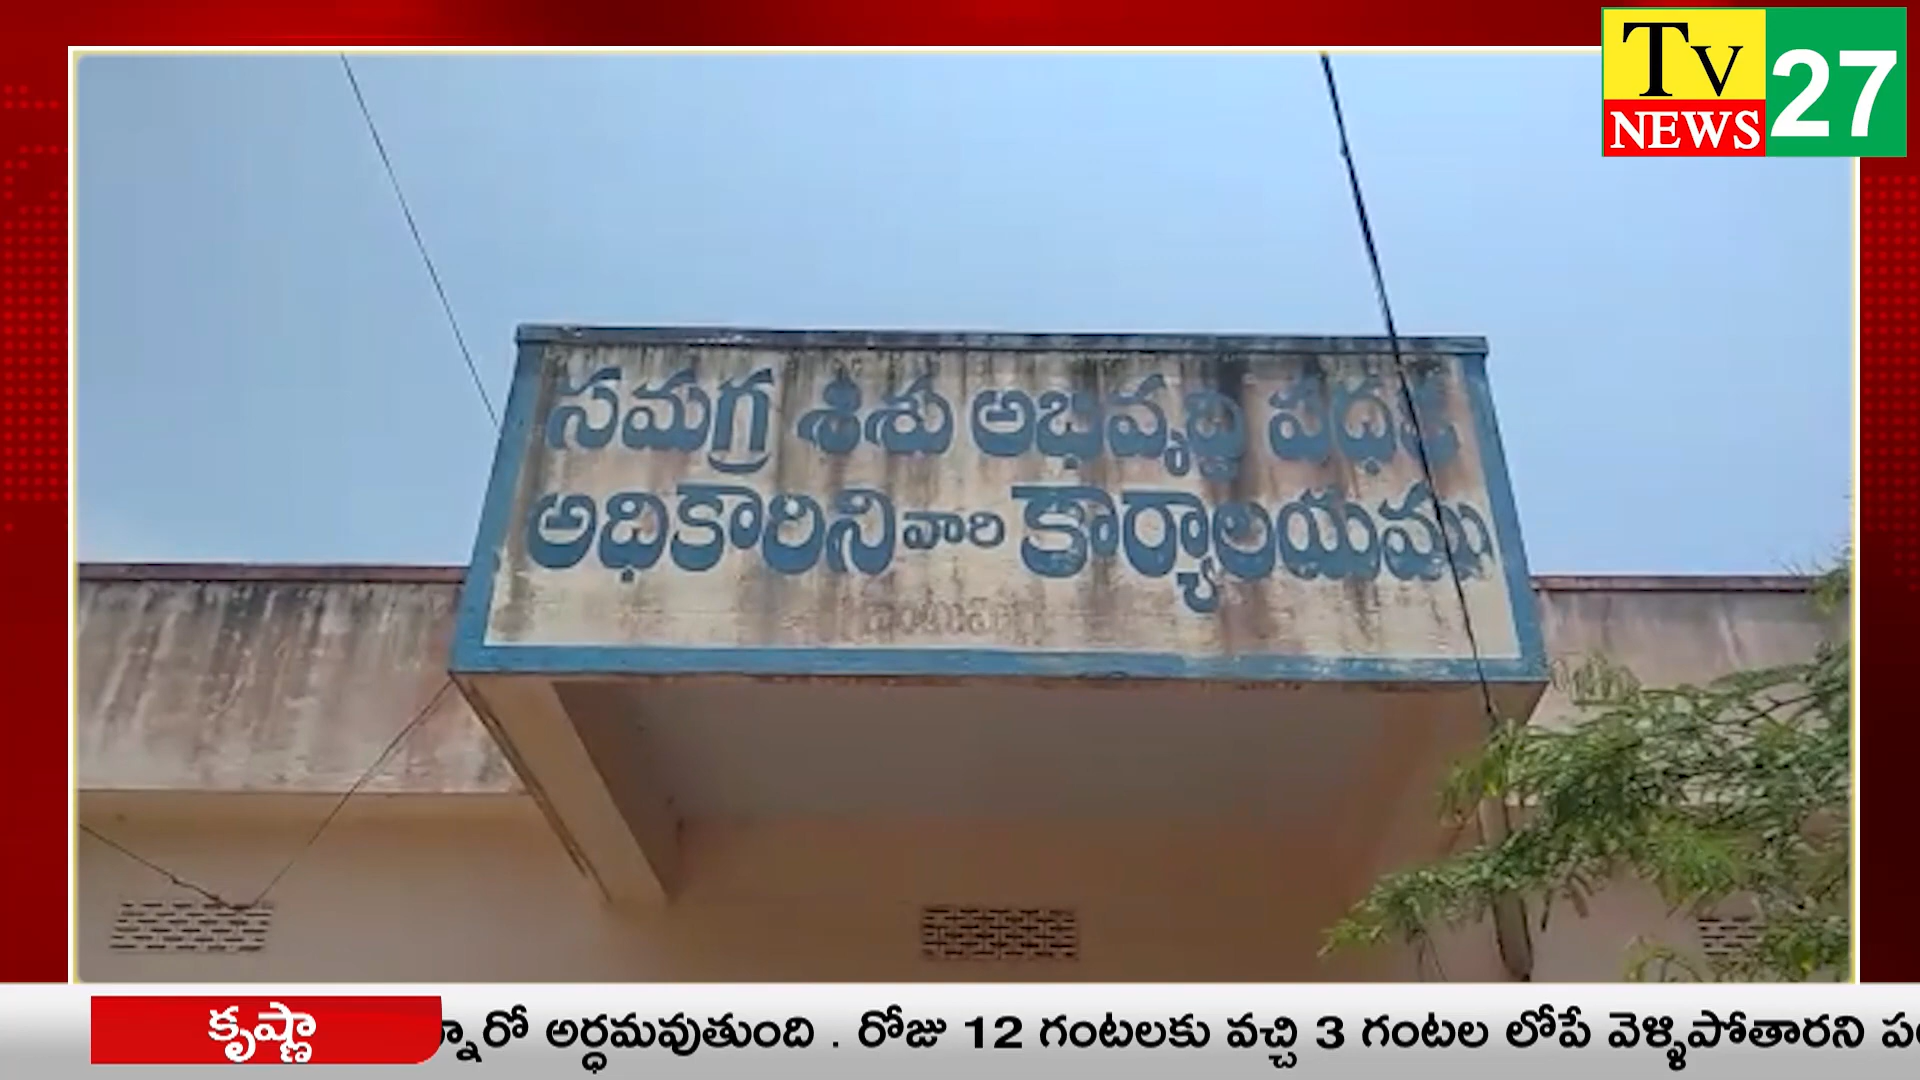 Tv
NEWS 27
సమగ్ర శిశు అభివృద్ధి పథక
అధికారిని వారి కార్యాలయము
కృష్ణా
న్నారో అర్ధమవుతుంది . రోజు 12 గంటలకు వచ్చి 3 గంటల లోపే వెళ్ళిపోతారని